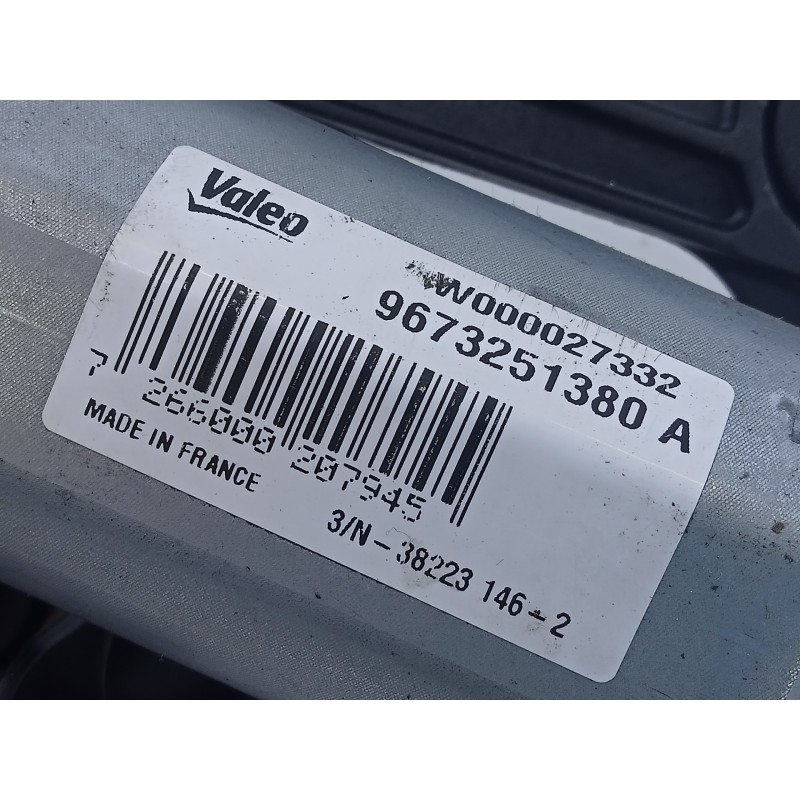 Valeo
W000027332
9673251380 A
7 266000 207945
MADE IN FRANCE
3/N - 38223 146 - 2